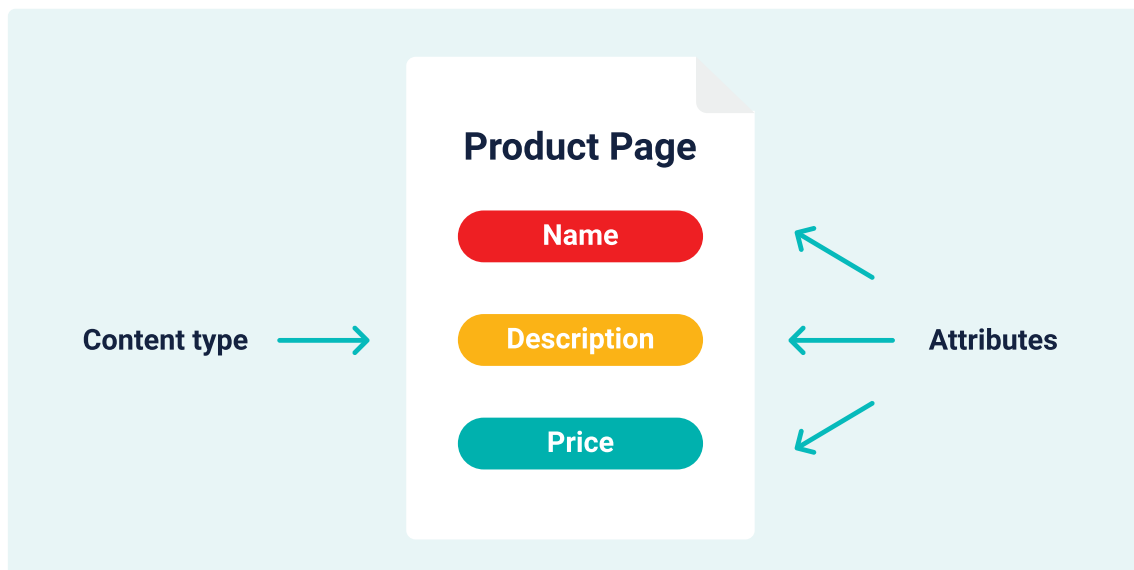 Product Page
Name
Content type
Description
Attributes
Price